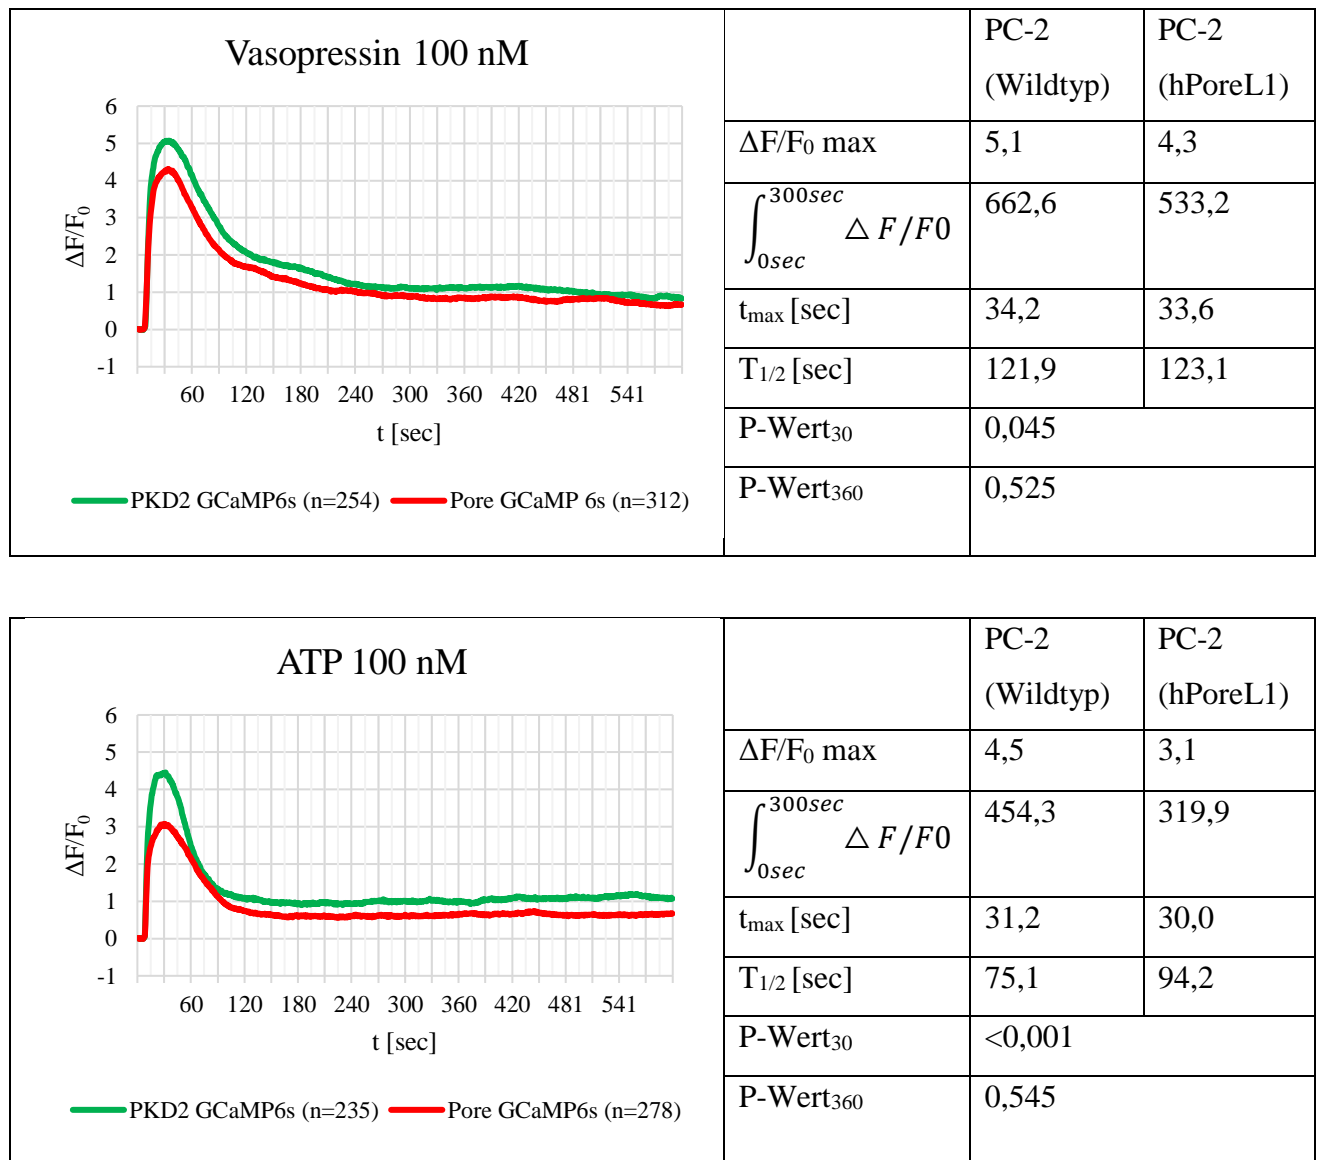 Vasopressin 100 nM
6
5
4
3
2
1
0
-1
ΔF/F₀
60 120 180 240 300 360 420 481 541
t [sec]
PKD2 GCaMP6s (n=254) Pore GCaMP 6s (n=312)
PC-2 (Wildtyp) PC-2 (hPoreL1)
ΔF/F₀ max 5,1 4,3
∫0sec 300sec △ F/F0 662,6 533,2
tmax [sec] 34,2 33,6
T1/2 [sec] 121,9 123,1
P-Wert30 0,045
P-Wert360 0,525
ATP 100 nM
6
5
4
3
2
1
0
-1
ΔF/F₀
60 120 180 240 300 360 420 481 541
t [sec]
PKD2 GCaMP6s (n=235) Pore GCaMP6s (n=278)
PC-2 (Wildtyp) PC-2 (hPoreL1)
ΔF/F₀ max 4,5 3,1
∫0sec 300sec △ F/F0 454,3 319,9
tmax [sec] 31,2 30,0
T1/2 [sec] 75,1 94,2
P-Wert30 <0,001
P-Wert360 0,545